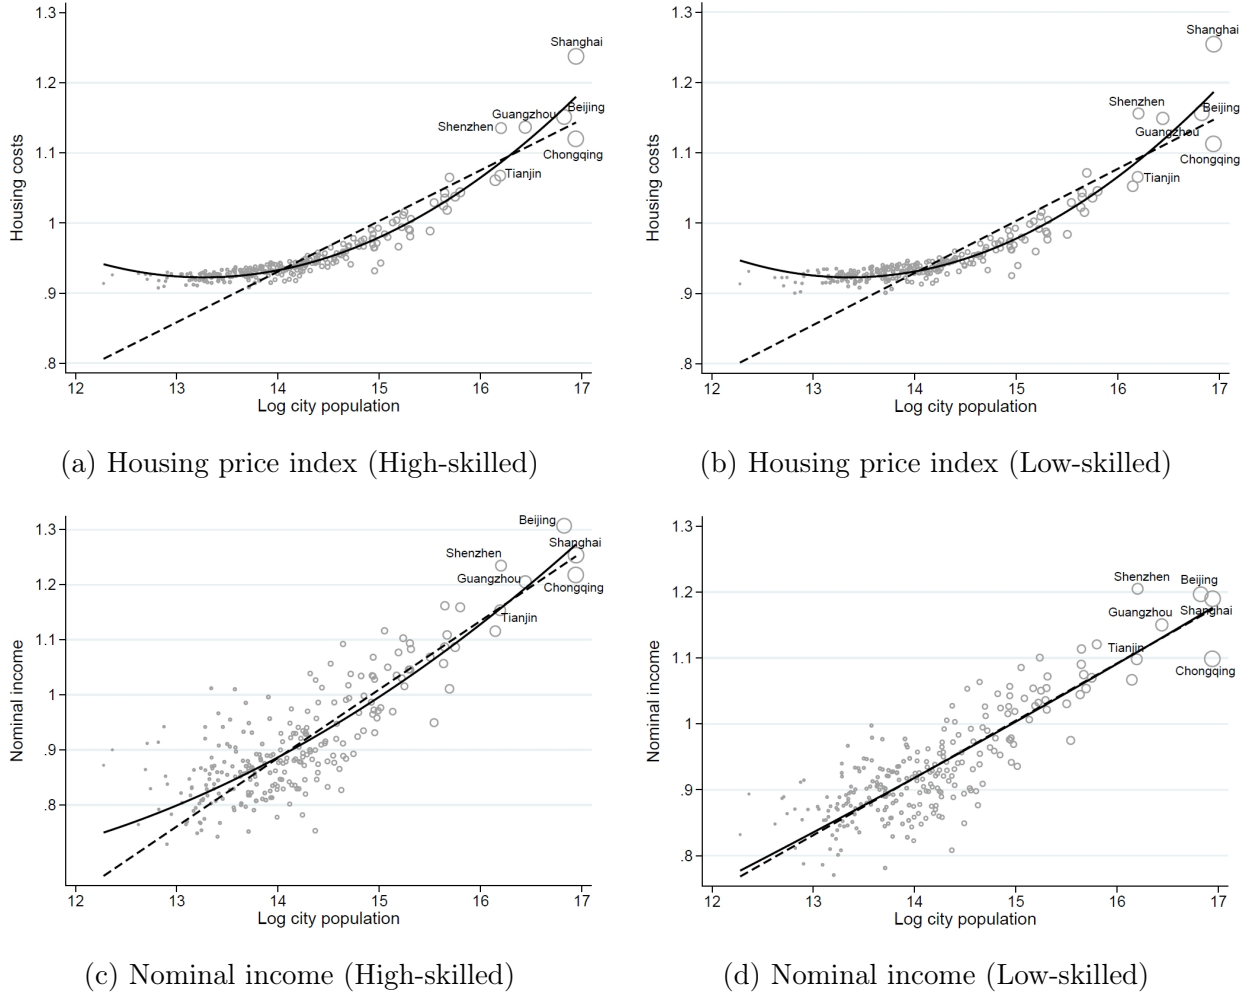 1.3
1.2
1.1
1
.9
.8
Housing costs
Shanghai
Guangzhou
Beijing
Shenzhen
Chongqing
Tianjin
12 13 14 15 16 17
Log city population
(a) Housing price index (High-skilled)
1.3
1.2
1.1
1
.9
.8
Housing costs
Shanghai
Shenzhen
Beijing
Guangzhou
Chongqing
Tianjin
12 13 14 15 16 17
Log city population
(b) Housing price index (Low-skilled)
1.3
1.2
1.1
1
.9
.8
Nominal income
Beijing
Shanghai
Shenzhen
Guangzhou
Chongqing
Tianjin
12 13 14 15 16 17
Log city population
(c) Nominal income (High-skilled)
1.3
1.2
1.1
1
.9
.8
Nominal income
Shenzhen
Beijing
Guangzhou
Shanghai
Tianjin
Chongqing
12 13 14 15 16 17
Log city population
(d) Nominal income (Low-skilled)